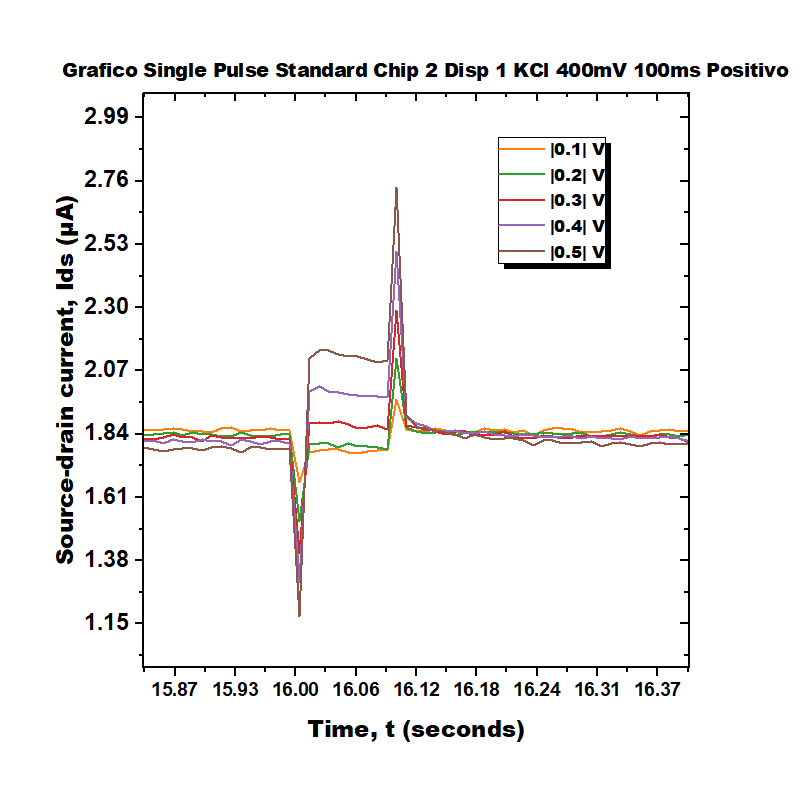 Grafico Single Pulse Standard Chip 2 Disp 1 KCl 400mV 100ms Positivo
2.99
2.76
2.53
2.30
2.07
1.84
1.61
1.38
1.15
Source-drain current, Ids (µA)
|0.1| V
|0.2| V
|0.3| V
|0.4| V
|0.5| V
15.87 15.93 16.00 16.06 16.12 16.18 16.24 16.31 16.37
Time, t (seconds)